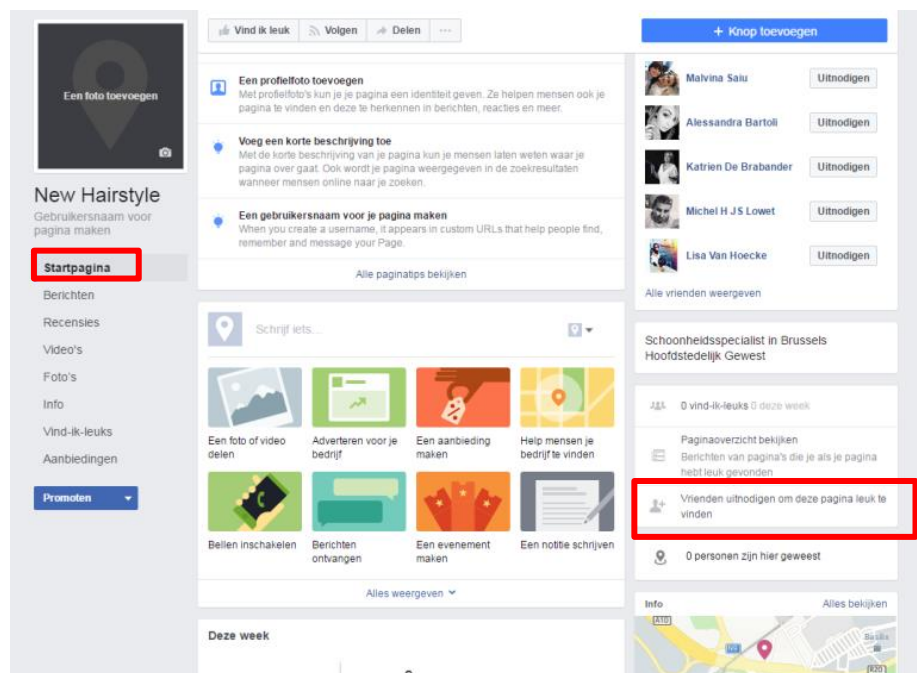 Een foto toevoegen
New Hairstyle
Gebruikersnaam voor
pagina maken
Startpagina
Berichten
Recensies
Video's
Foto's
Info
Vind-ik-leuks
Aanbiedingen
Promoten
Vind ik leuk
Volgen
Delen
Een profielfoto toevoegen
Met profielfoto's kun je je pagina een identiteit geven. Ze helpen mensen ook je
pagina te vinden en deze te herkennen in berichten, reacties en meer.
Voeg een korte beschrijving toe
Met de korte beschrijving van je pagina kun je mensen laten weten waar je
pagina over gaat. Ook wordt je pagina weergegeven in de zoekresultaten
wanneer mensen online naar je zoeken.
Een gebruikersnaam voor je pagina maken
When you create a username, it appears in custom URLs that help people find,
remember and message your Page.
Alle paginatips bekijken
Schrijf iets...
Een foto of video
delen
Adverteren voor je
bedrijf
Een aanbieding
maken
Help mensen je
bedrijf te vinden
Bellen inschakelen
Berichten
ontvangen
Een evenement
maken
Een notitie schrijven
Alles weergeven
Deze week
+ Knop toevoegen
Malvina Saiu
Uitnodigen
Alessandra Bartoli
Uitnodigen
Katrien De Brabander
Uitnodigen
Michel H JS Lowet
Uitnodigen
Lisa Van Hoecke
Uitnodigen
Alle vrienden weergeven
Schoonheidsspecialist in Brussels
Hoofdstedelijk Gewest
0 vind-ik-leuks 0 deze week
Paginaoverzicht bekijken
Berichten van pagina's die je als je pagina
hebt leuk gevonden
Vrienden uitnodigen om deze pagina leuk te
vinden
0 personen zijn hier geweest
Info
Alles bekijken
A10
R20